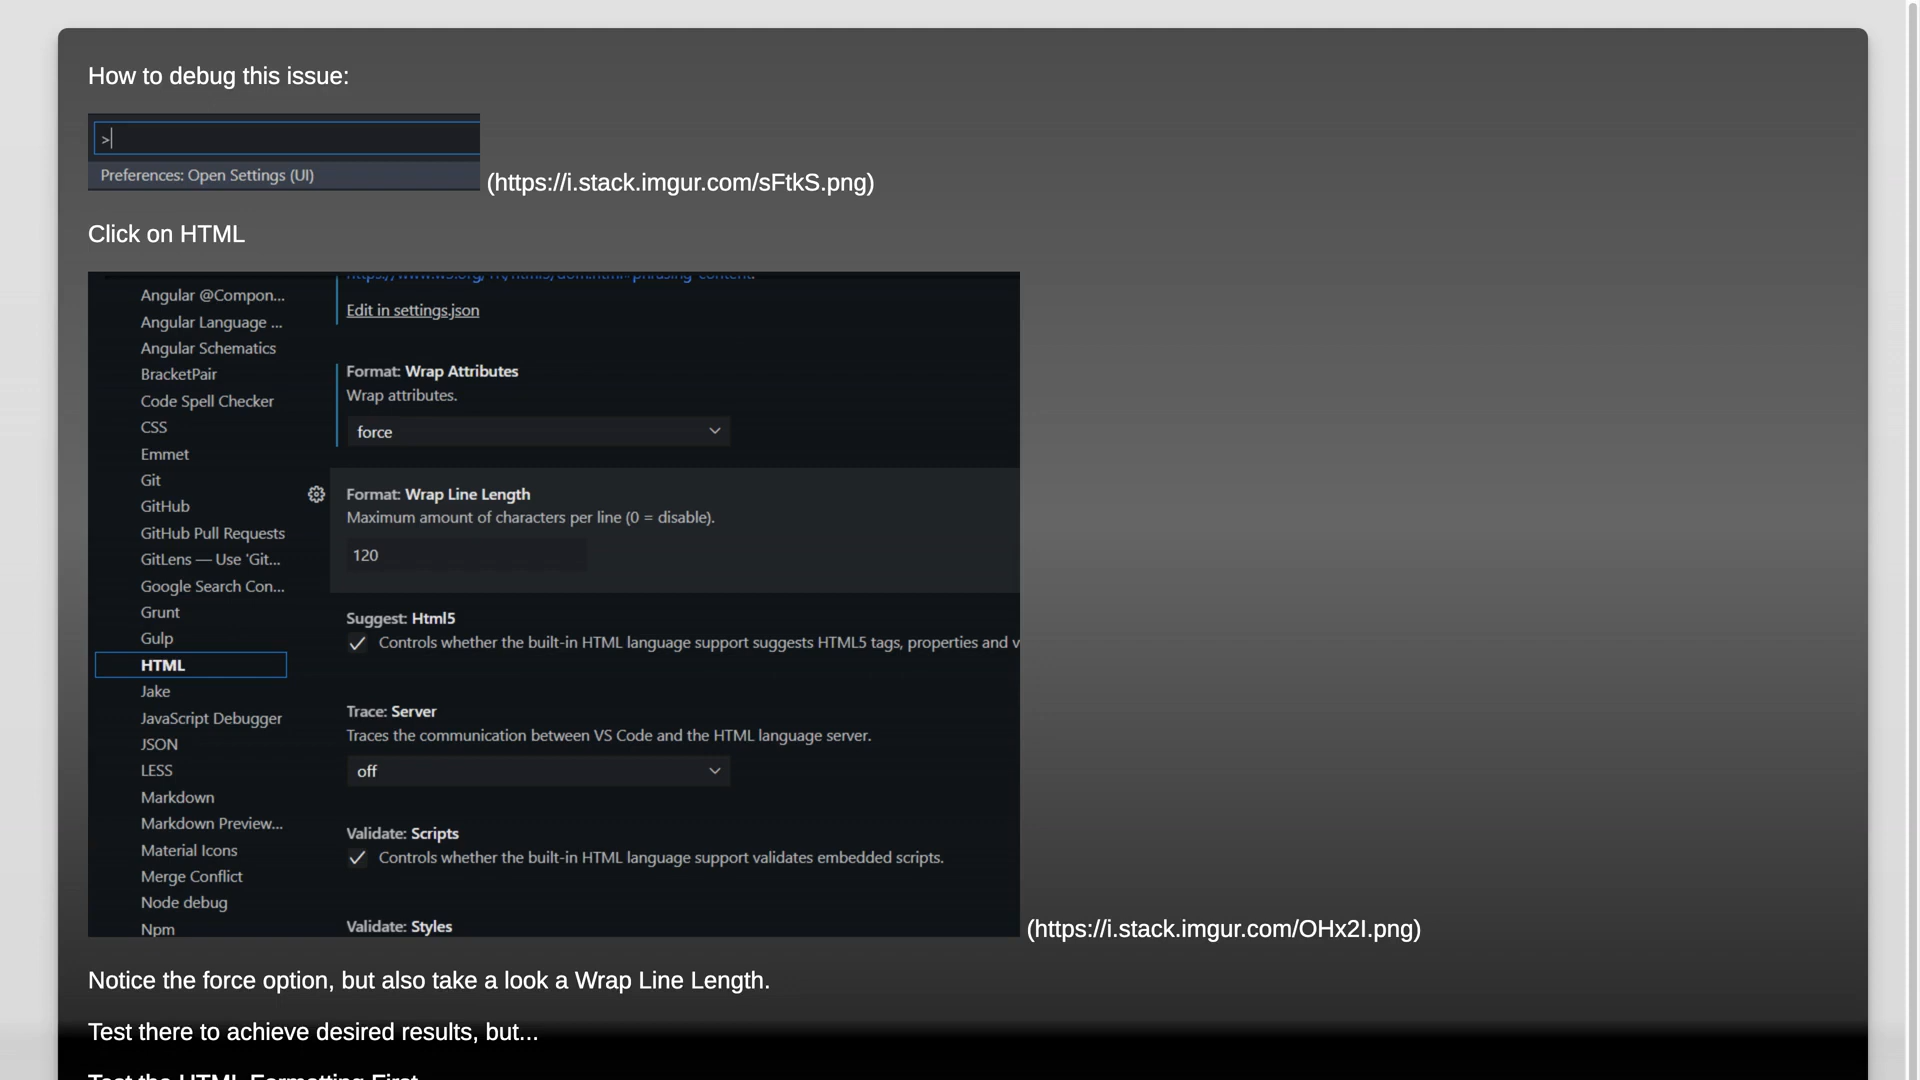 How to debug this issue:
>
Preferences: Open Settings (UI)
(https://i.stack.imgur.com/sFtkS.png)
Click on HTML
Angular @Compon...
Angular Language ...
Angular Schematics
BracketPair
Code Spell Checker
CSS
Emmet
Git
GitHub
GitHub Pull Requests
GitLens — Use 'Git...
Google Search Con...
Grunt
Gulp
HTML
Jake
JavaScript Debugger
JSON
LESS
Markdown
Markdown Preview...
Material Icons
Merge Conflict
Node debug
Npm
Edit in settings.json
Format: Wrap Attributes
Wrap attributes.
force
Format: Wrap Line Length
Maximum amount of characters per line (0 = disable).
120
Suggest: Html5
Controls whether the built-in HTML language support suggests HTML5 tags, properties and v
Trace: Server
Traces the communication between VS Code and the HTML language server.
off
Validate: Scripts
Controls whether the built-in HTML language support validates embedded scripts.
Validate: Styles
(https://i.stack.imgur.com/OHx2I.png)
Notice the force option, but also take a look a Wrap Line Length.
Test there to achieve desired results, but...
Test the HTML Formatting First